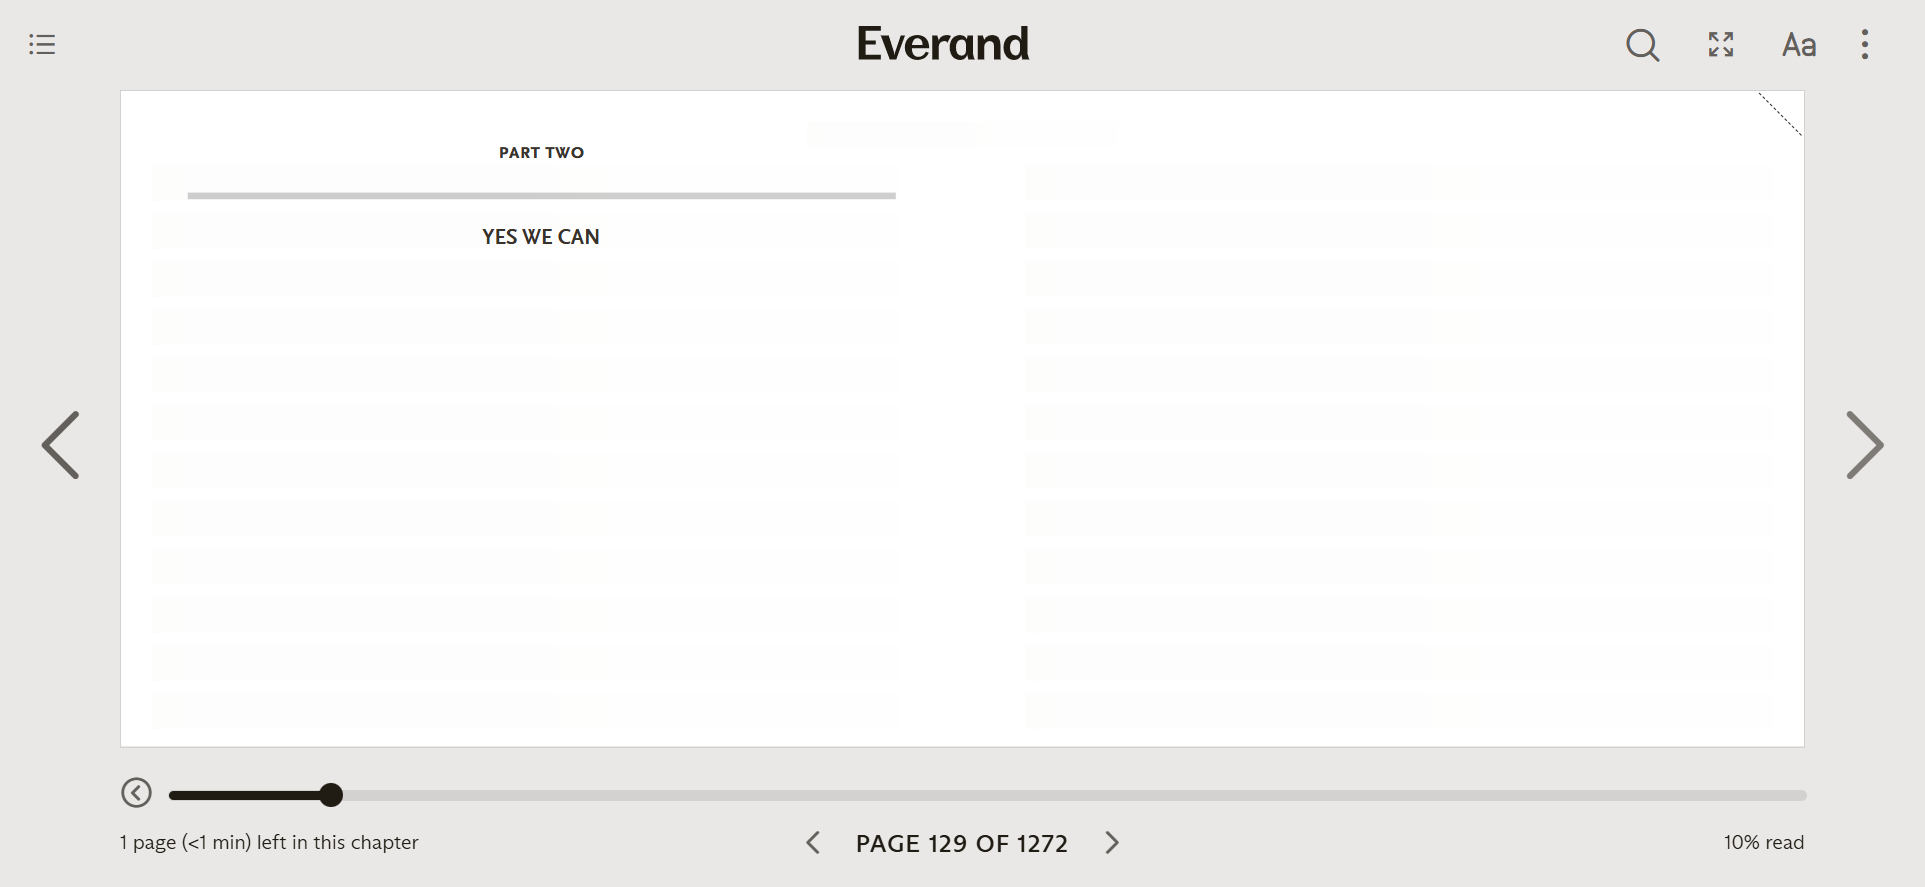 Everand
Aa
PART TWO
YES WE CAN
1 page (<1 min) left in this chapter
PAGE 129 OF 1272
10% read